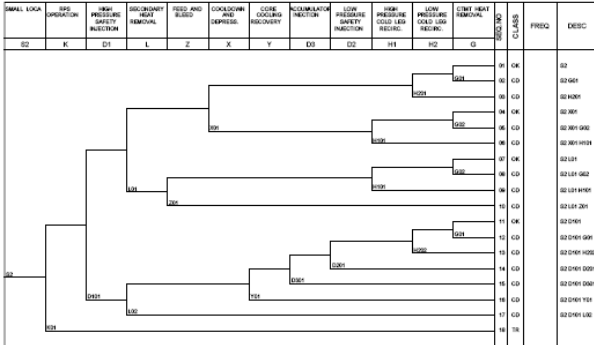 SMALL LOCA
RPS OPERATION
HIGH PRESSURE SAFETY INJECTION
SECONDARY HEAT REMOVAL
FEED AND BLEED
COOLDOWN AND DEPRESS.
CORE COOLING RECOVERY
ACCUMULATOR INJECTION
LOW PRESSURE SAFETY INJECTION
HIGH PRESSURE COLD LEG RECIRC.
LOW PRESSURE COLD LEG RECIRC.
CTMT HEAT REMOVAL
SEQ.NO
CLASS
FREQ
DESC
S2 K D1 L Z X Y D3 D2 H1 H2 G
01 OK S2
G01 02 CD S2 G01
H201 03 CD S2 H201
04 OK S2 X01
G02 05 CD S2 X01 G02
X01 H101 06 CD S2 X01 H101
07 OK S2 L01
G02 08 CD S2 L01 G02
L01 H101 09 CD S2 L01 H101
Z01 10 CD S2 L01 Z01
11 OK S2 D101
G01 12 CD S2 D101 G01
H202 13 CD S2 D101 H202
S2 D201 14 CD S2 D101 D201
D301 15 CD S2 D101 D301
D101 Y01 16 CD S2 D101 Y01
L02 17 CD S2 D101 L02
K01 18 TR